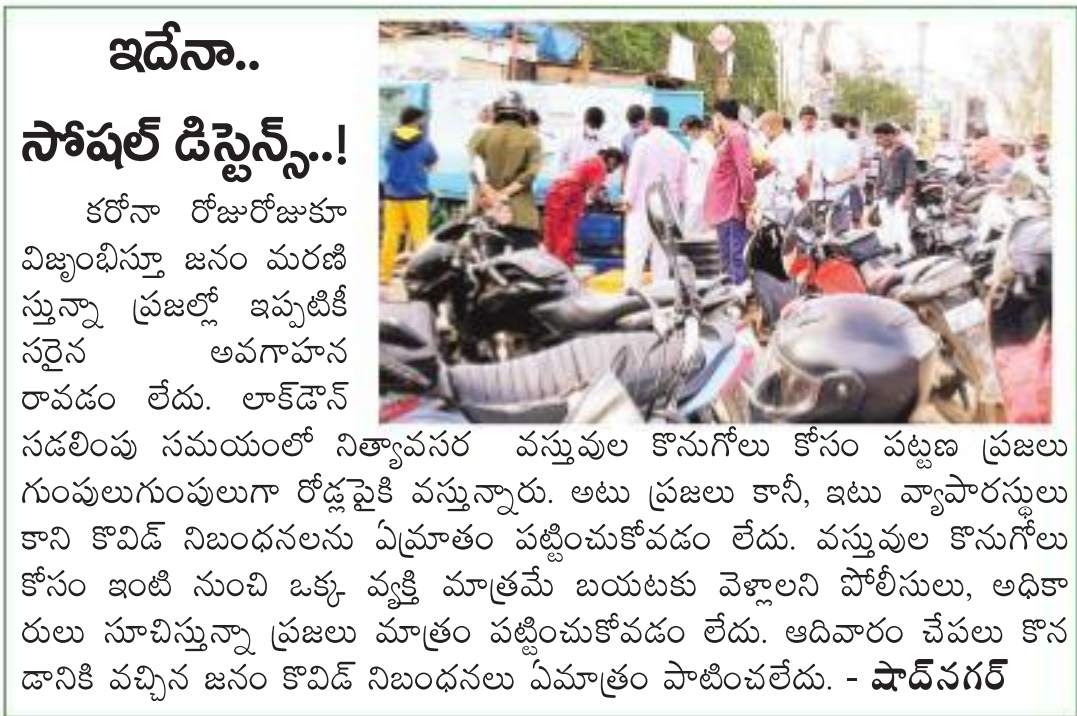 ఇదేనా..
సోషల్ డిస్టెన్స్..!
కరోనా రోజురోజుకూ
విజృంభిస్తూ జనం మరణి
స్తున్నా ప్రజల్లో ఇప్పటికీ
సరైన అవగాహన
రావడం లేదు. లాక్‌డౌన్
సడలింపు సమయంలో నిత్యావసర వస్తువుల కొనుగోలు కోసం పట్టణ ప్రజలు
గుంపులుగుంపులుగా రోడ్లపైకి వస్తున్నారు. అటు ప్రజలు కానీ, ఇటు వ్యాపారస్థులు
కాని కొవిడ్ నిబంధనలను ఏమ్రాతం పట్టించుకోవడం లేదు. వస్తువుల కొనుగోలు
కోసం ఇంటి నుంచి ఒక్క వ్యక్తి మాత్రమే బయటకు వెళ్లాలని పోలీసులు, అధికా
రులు సూచిస్తున్నా ప్రజలు మాత్రం పట్టించుకోవడం లేదు. ఆదివారం చేపలు కొన
డానికి వచ్చిన జనం కొవిడ్ నిబంధనలు ఏమాత్రం పాటించలేదు. - షాద్‌నగర్